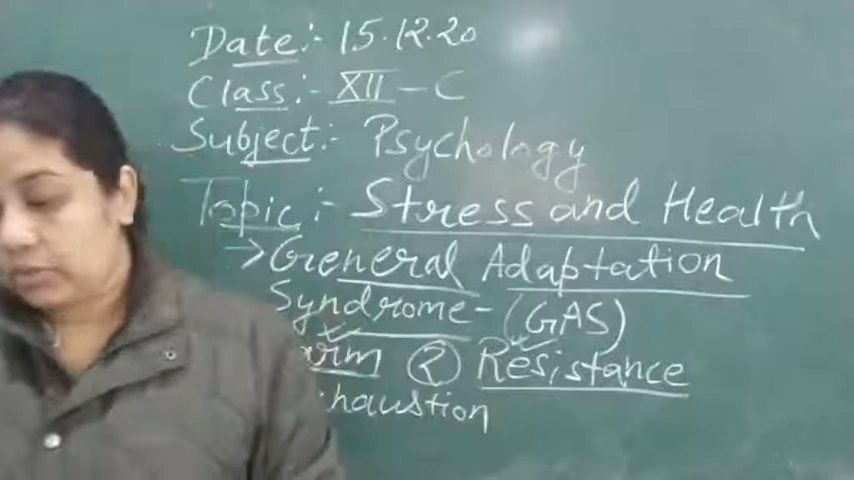 Date:- 15.12.20
Class:- XII - C
Subject:- Psychology
Topic:- Stress and Health
→ General Adaptation
Syndrome - (GAS)
arm ② Resistance
haustion